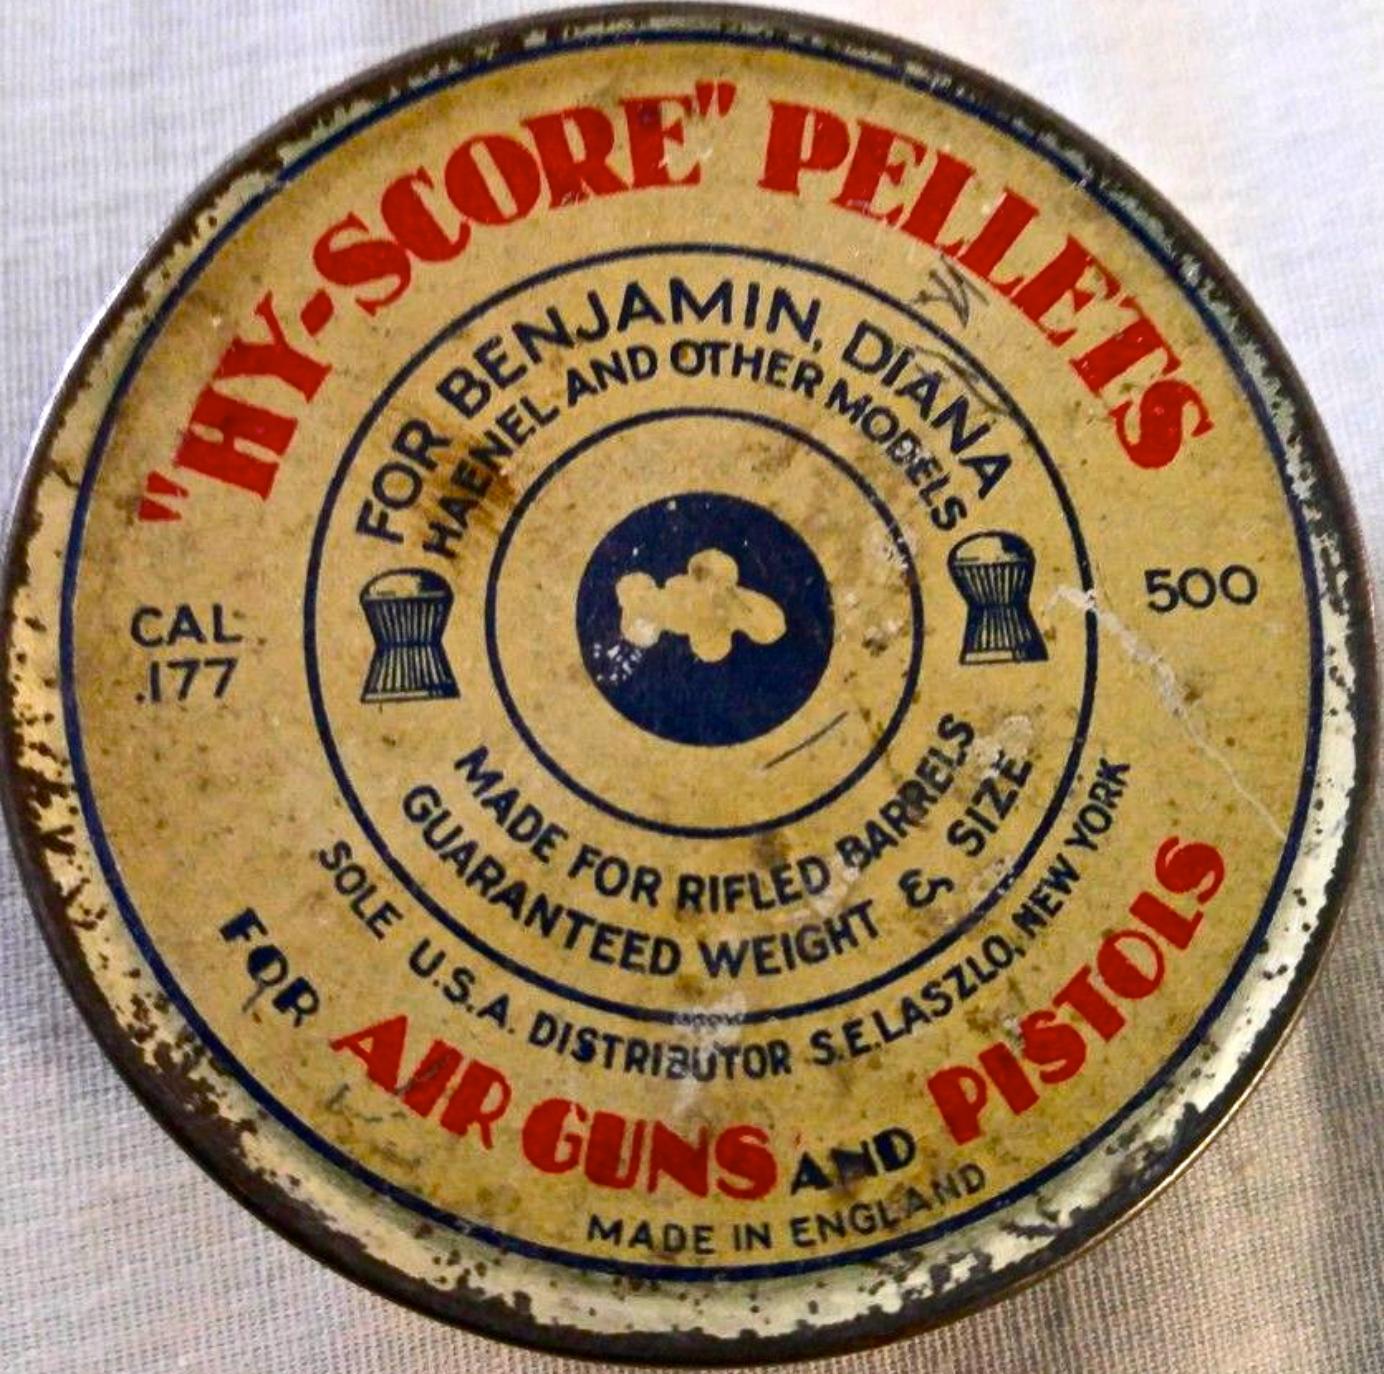 "HY-SCORE" PELLETS
FOR BENJAMIN, DIANA
HAENEL AND OTHER MODELS
CAL
.177
500
MADE FOR RIFLED BARRELS
GUARANTEED WEIGHT & SIZE
SOLE U.S.A. DISTRIBUTOR S.E.LASZLO, NEW YORK
FOR AIR GUNS AND PISTOLS
MADE IN ENGLAND